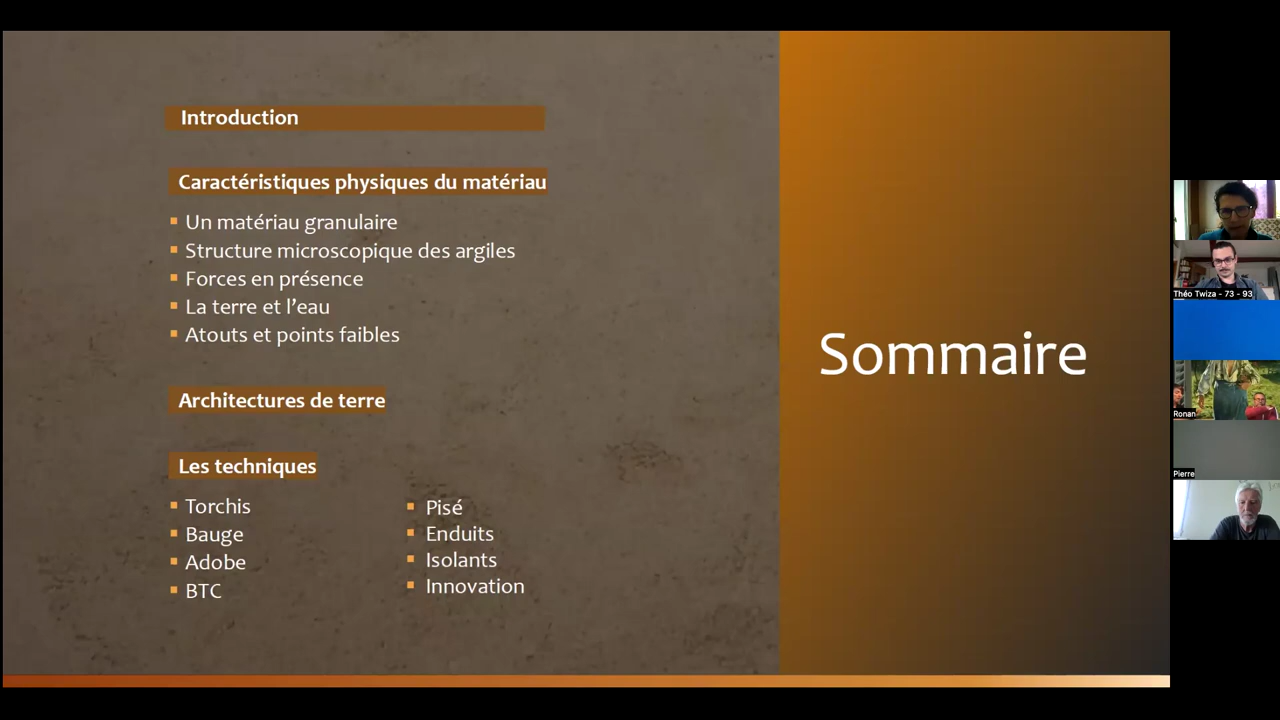 Introduction
Caractéristiques physiques du matériau
Un matériau granulaire
Structure microscopique des argiles
Forces en présence
La terre et l’eau
Atouts et points faibles
Architectures de terre
Les techniques
Torchis
Bauge
Adobe
BTC
Pisé
Enduits
Isolants
Innovation
Sommaire
Théo Twiza - 73 - 93
Ronan
Pierre